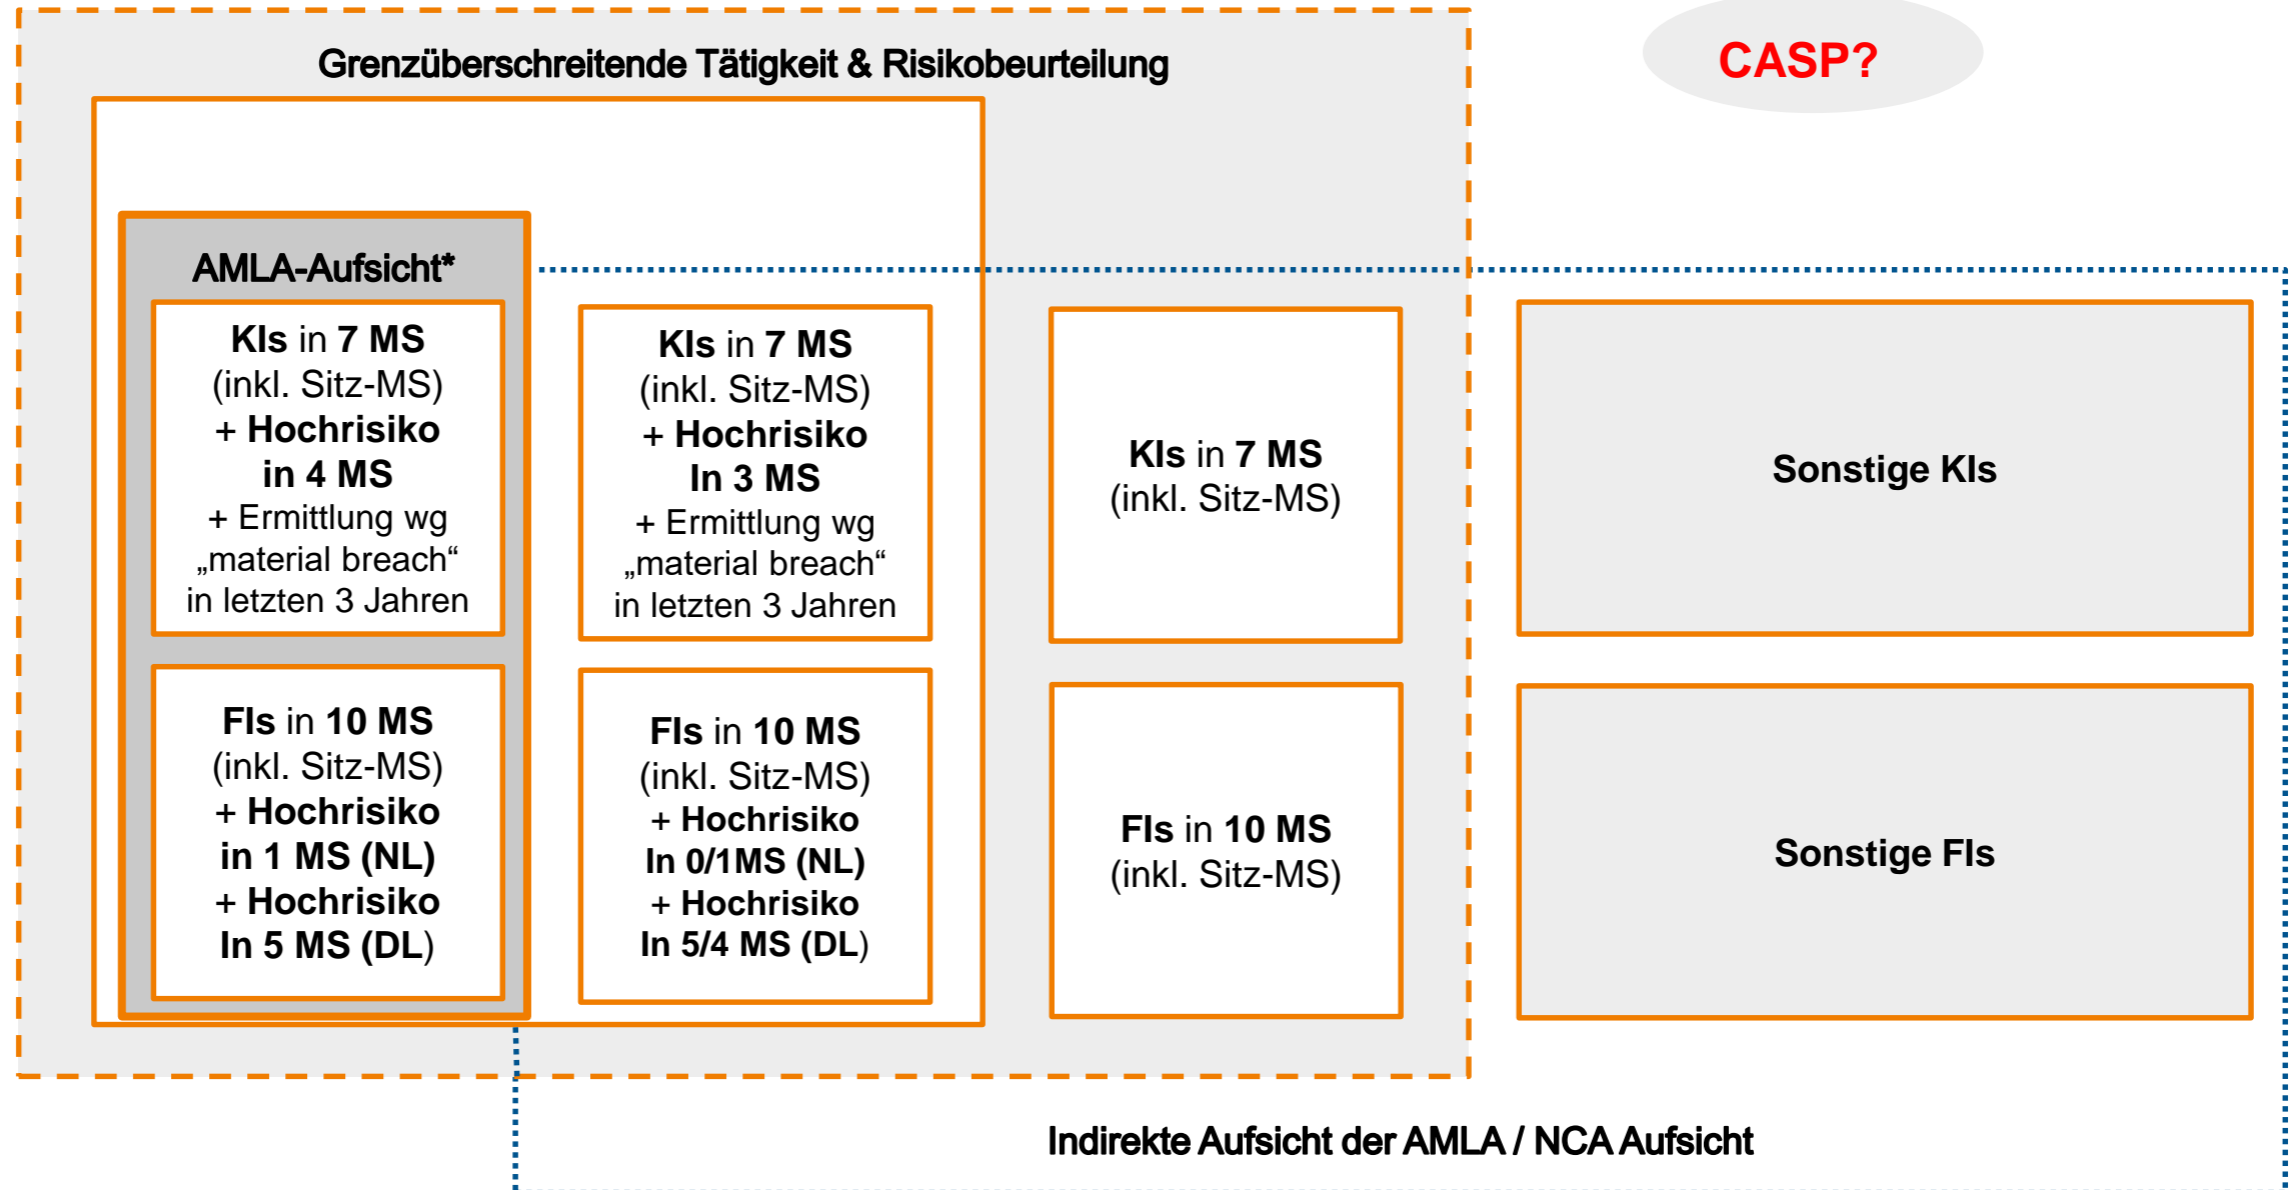 Grenzüberschreitende Tätigkeit & Risikobeurteilung
CASP?
AMLA-Aufsicht*
KIs in 7 MS
(inkl. Sitz-MS)
+ Hochrisiko
in 4 MS
+ Ermittlung wg
„material breach“
in letzten 3 Jahren
KIs in 7 MS
(inkl. Sitz-MS)
+ Hochrisiko
In 3 MS
+ Ermittlung wg
„material breach“
in letzten 3 Jahren
KIs in 7 MS
(inkl. Sitz-MS)
Sonstige KIs
FIs in 10 MS
(inkl. Sitz-MS)
+ Hochrisiko
in 1 MS (NL)
+ Hochrisiko
In 5 MS (DL)
FIs in 10 MS
(inkl. Sitz-MS)
+ Hochrisiko
In 0/1MS (NL)
+ Hochrisiko
In 5/4 MS (DL)
FIs in 10 MS
(inkl. Sitz-MS)
Sonstige FIs
Indirekte Aufsicht der AMLA / NCA Aufsicht